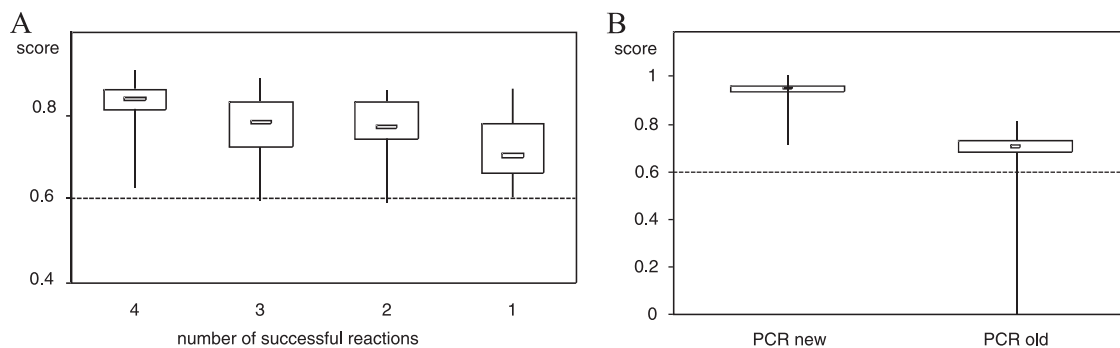 A
score
0.8
0.6
0.4
4 3 2 1
number of successful reactions
B
score
1
0.8
0.6
0.4
0.2
0
PCR new PCR old